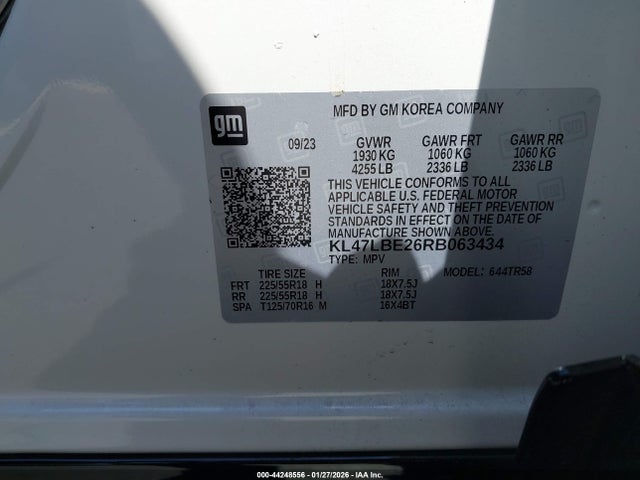 MFD BY GM KOREA COMPANY
gm
09/23
GVWR GAWR FRT GAWR RR
1930 KG 1060 KG 1060 KG
4255 LB 2336 LB 2336 LB
THIS VEHICLE CONFORMS TO ALL
APPLICABLE U.S. FEDERAL MOTOR
VEHICLE SAFETY AND THEFT PREVENTION
STANDARDS IN EFFECT ON THE DATE OF
MANUFACTURE SHOWN ABOVE.
KL47LBE26RB063434
TYPE: MPV
TIRE SIZE RIM MODEL: 644TR58
FRT 225/55R18 H 18X7.5J
RR 225/55R18 H 18X7.5J
SPA T125/70R16 M 16X4BT
000-44248556 - 01/27/2026 - IAA Inc.